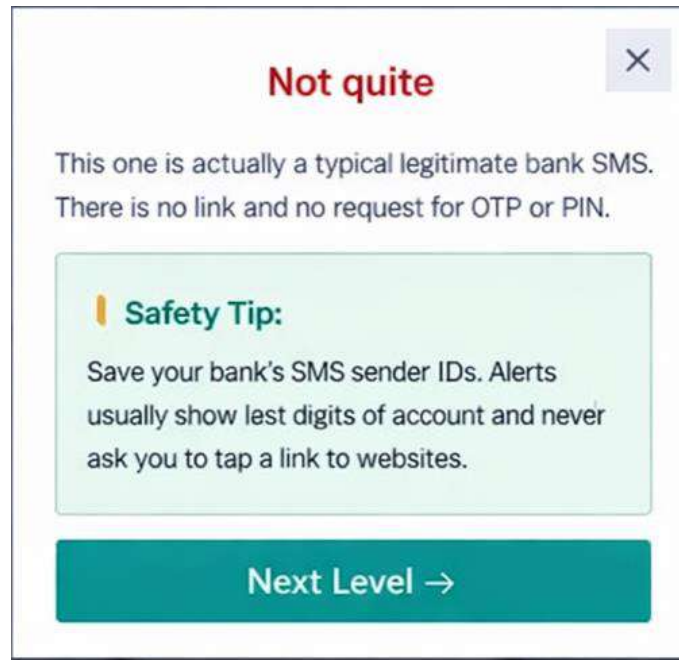 Not quite
This one is actually a typical legitimate bank SMS.
There is no link and no request for OTP or PIN.
Safety Tip:
Save your bank's SMS sender IDs. Alerts
usually show lest digits of account and never
ask you to tap a link to websites.
Next Level →